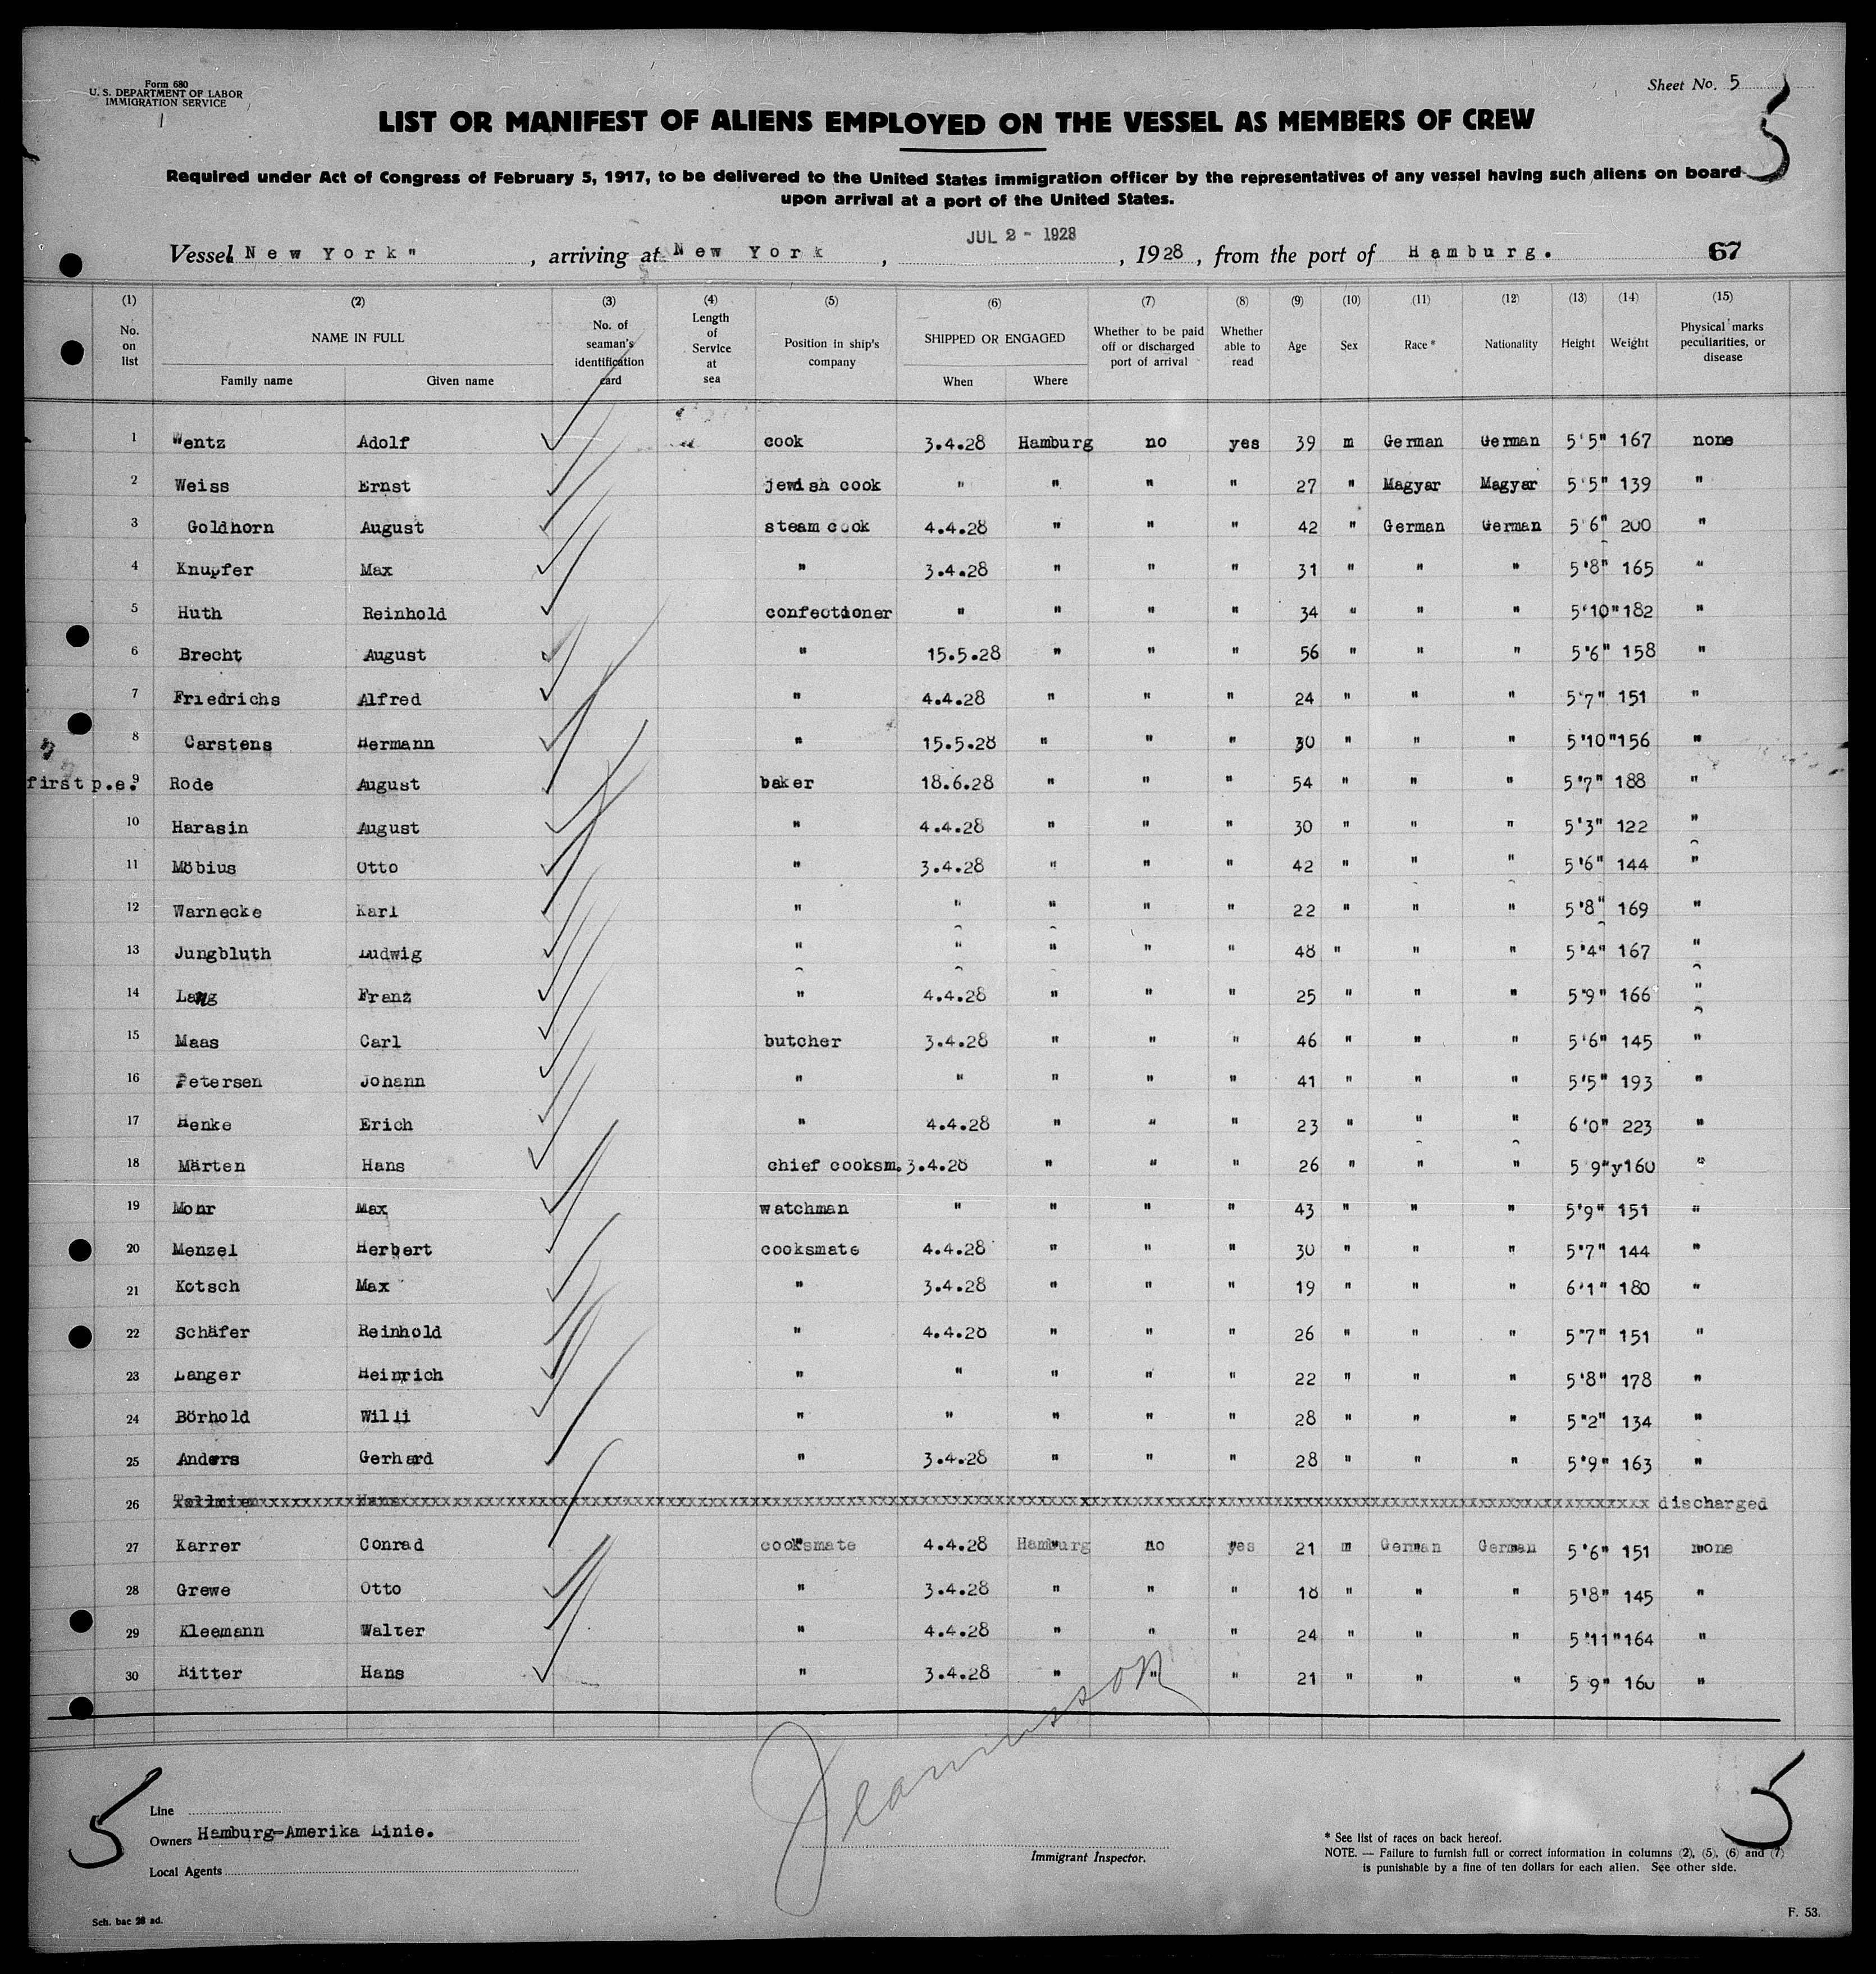 Form 680
U. S. DEPARTMENT OF LABOR
IMMIGRATION SERVICE
Sheet No. 5
5
LIST OR MANIFEST OF ALIENS EMPLOYED ON THE VESSEL AS MEMBERS OF CREW
Required under Act of Congress of February 5, 1917, to be delivered to the United States immigration officer by the representatives of any vessel having such aliens on board
upon arrival at a port of the United States.
JUL 2 - 1928
Vessel New York" , arriving at New York , , 1928 , from the port of Hamburg. 67
(1) (2) (3) (4) (5) (6) (7) (8) (9) (10) (11) (12) (13) (14) (15)
No. on list NAME IN FULL Family name Given name No. of seaman's identification card Length of Service at sea Position in ship's company SHIPPED OR ENGAGED When Where Whether to be paid off or discharged port of arrival Whether able to read Age Sex Race * Nationality Height Weight Physical marks peculiarities, or disease
1 Wentz Adolf cook 3.4.28 Hamburg no yes 39 m German German 5'5" 167 none
2 Weiss Ernst jewish cook " " " " 27 " Magyar Magyar 5'5" 139 "
3 Goldhorn August steam cook 4.4.28 " " " 42 " German German 5'6" 200 "
4 Knupfer Max " 3.4.28 " " " 31 " " " 5'8" 165 "
5 Huth Reinhold confectioner " " " " 34 " " " 5'10" 182 "
6 Brecht August " 15.5.28 " " " 56 " " " 5'6" 158 "
7 Friedrichs Alfred " 4.4.28 " " " 24 " " " 5'7" 151 "
8 Carstens Hermann " 15.5.28 " " " 30 " " " 5'10" 156 "
first p.e. 9 Rode August baker 18.6.28 " " " 54 " " " 5'7" 188 "
10 Harasin August " 4.4.28 " " " 30 " " " 5'3" 122 "
11 Möbius Otto " 3.4.28 " " " 42 " " " 5'6" 144 "
12 Warnecke Karl " " " " " 22 " " " 5'8" 169 "
13 Jungbluth Ludwig " " " " " 48 " " " 5'4" 167 "
14 Lang Franz " 4.4.28 " " " 25 " " " 5'9" 166 "
15 Maas Carl butcher 3.4.28 " " " 46 " " " 5'6" 145 "
16 Petersen Johann " " " " " 41 " " " 5'5" 193 "
17 Henke Erich " 4.4.28 " " " 23 " " " 6'0" 223 "
18 Märten Hans chief cooksm. 3.4.28 " " " 26 " " " 5 9"y160 "
19 Mohr Max watchman " " " " 43 " " " 5'9" 151 "
20 Menzel Herbert cooksmate 4.4.28 " " " 30 " " " 5'7" 144 "
21 Kotsch Max " 3.4.28 " " " 19 " " " 6'1" 180 "
22 Schäfer Reinhold " 4.4.28 " " " 26 " " " 5'7" 151 "
23 Langer Heinrich " " " " " 22 " " " 5'8" 178 "
24 Börhold Willi " " " " " 28 " " " 5'2" 134 "
25 Anders Gerhard " 3.4.28 " " " 28 " " " 5'9" 163 "
26 Hans discharged
27 Karrer Conrad cooksmate 4.4.28 Hamburg no yes 21 m German German 5'6" 151 none
28 Grewe Otto " 3.4.28 " " " 18 " " " 5'8" 145 "
29 Kleemann Walter " 4.4.28 " " " 24 " " " 5'11" 164 "
30 Ritter Hans " 3.4.28 " " " 21 " " " 5 9" 160 "
5
5
Line
Owners Hamburg-Amerika Linie.
Local Agents
Immigrant Inspector.
* See list of races on back hereof.
NOTE. — Failure to furnish full or correct information in columns (2), (5), (6) and (7)
is punishable by a fine of ten dollars for each alien. See other side.
Sch. bac 28 ad.
F. 53.